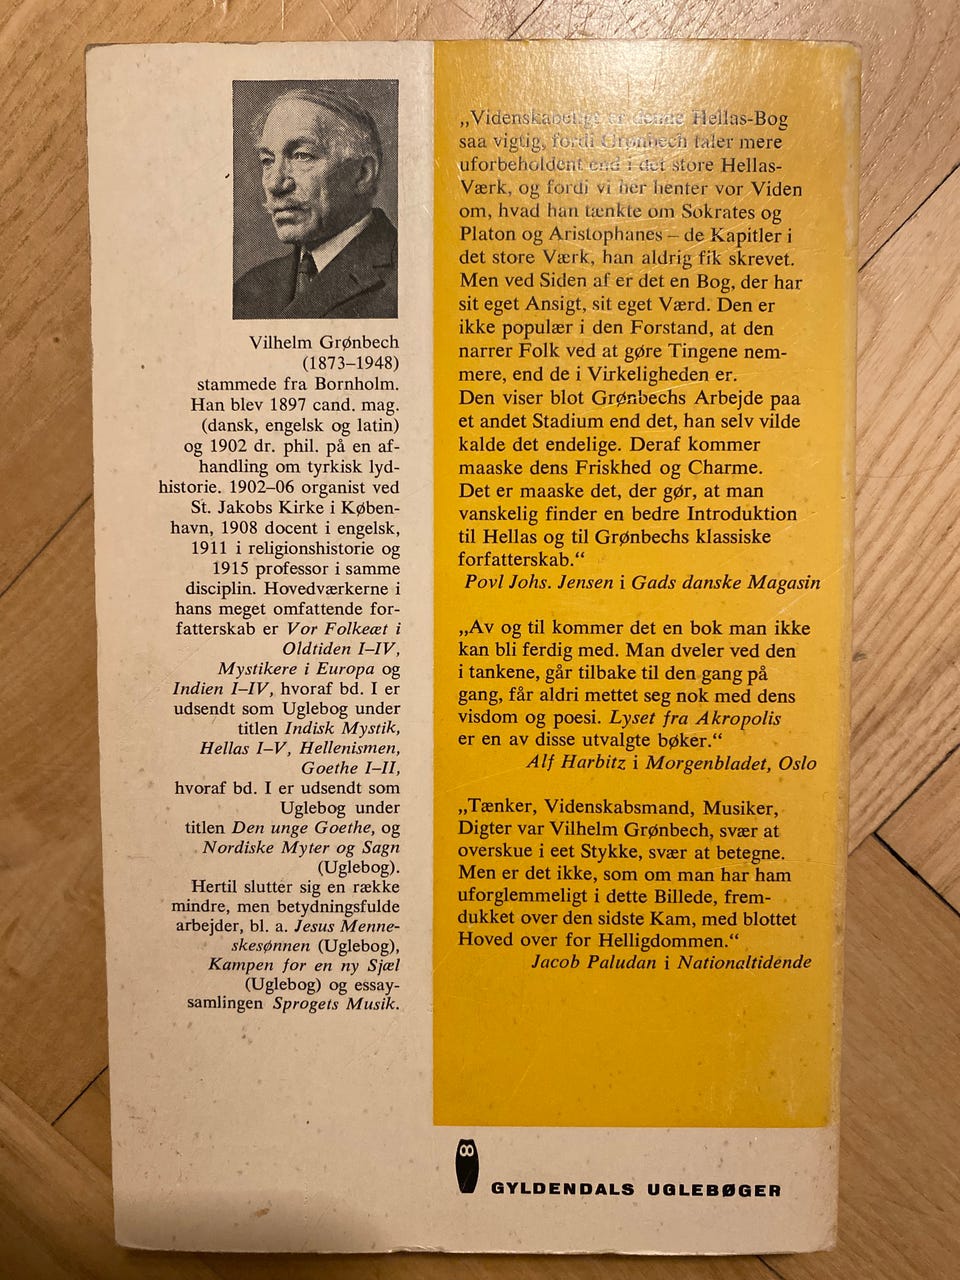 Vilhelm Grønbech
(1873–1948)
stammede fra Bornholm.
Han blev 1897 cand. mag.
(dansk, engelsk og latin)
og 1902 dr. phil. på en af-
handling om tyrkisk lyd-
historie. 1902–06 organist ved
St. Jakobs Kirke i Køben-
havn, 1908 docent i engelsk,
1911 i religionshistorie og
1915 professor i samme
disciplin. Hovedværkerne i
hans meget omfattende for-
fatterskab er Vor Folkeæt i
Oldtiden I–IV,
Mystikere i Europa og
Indien I–IV, hvoraf bd. I er
udsendt som Uglebog under
titlen Indisk Mystik,
Hellas I–V, Hellenismen,
Goethe I–II,
hvoraf bd. I er udsendt som
Uglebog under
titlen Den unge Goethe, og
Nordiske Myter og Sagn
(Uglebog).
Hertil slutter sig en række
mindre, men betydningsfulde
arbejder, bl. a. Jesus Menne-
skesønnen (Uglebog),
Kampen for en ny Sjæl
(Uglebog) og essay-
samlingen Sprogets Musik.
„Videnskabelig er denne Hellas-Bog
saa vigtig, fordi Grønbech taler mere
uforbeholdent end i det store Hellas-
Værk, og fordi vi her henter vor Viden
om, hvad han tænkte om Sokrates og
Platon og Aristophanes – de Kapitler i
det store Værk, han aldrig fik skrevet.
Men ved Siden af er det en Bog, der har
sit eget Ansigt, sit eget Værd. Den er
ikke populær i den Forstand, at den
narrer Folk ved at gøre Tingene nem-
mere, end de i Virkeligheden er.
Den viser blot Grønbechs Arbejde paa
et andet Stadium end det, han selv vilde
kalde det endelige. Deraf kommer
maaske dens Friskhed og Charme.
Det er maaske det, der gør, at man
vanskelig finder en bedre Introduktion
til Hellas og til Grønbechs klassiske
forfatterskab.“
Povl Johs. Jensen i Gads danske Magasin
„Av og til kommer det en bok man ikke
kan bli ferdig med. Man dveler ved den
i tankene, går tilbake til den gang på
gang, får aldri mettet seg nok med dens
visdom og poesi. Lyset fra Akropolis
er en av disse utvalgte bøker.“
Alf Harbitz i Morgenbladet, Oslo
„Tænker, Videnskabsmand, Musiker,
Digter var Vilhelm Grønbech, svær at
overskue i eet Stykke, svær at betegne.
Men er det ikke, som om man har ham
uforglemmeligt i dette Billede, frem-
dukket over den sidste Kam, med blottet
Hoved over for Helligdommen.“
Jacob Paludan i Nationaltidende
GYLDENDALS UGLEBØGER